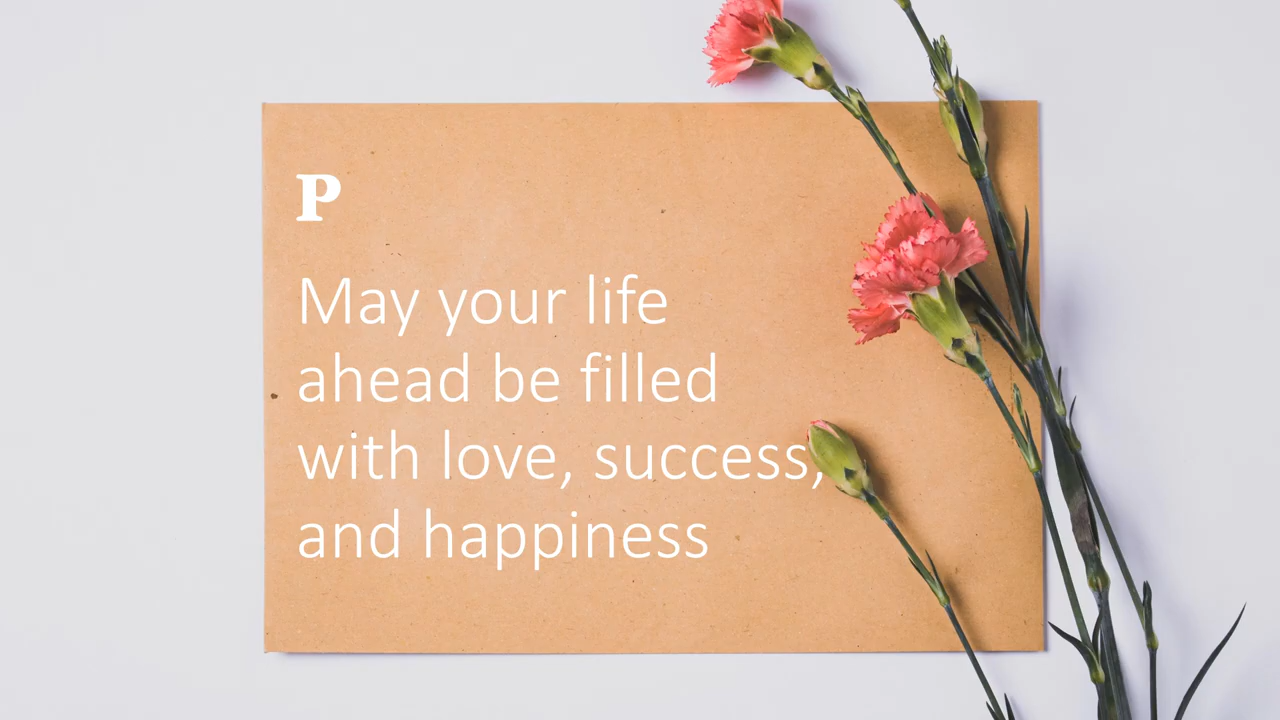 P
May your life
ahead be filled
with love, success,
and happiness